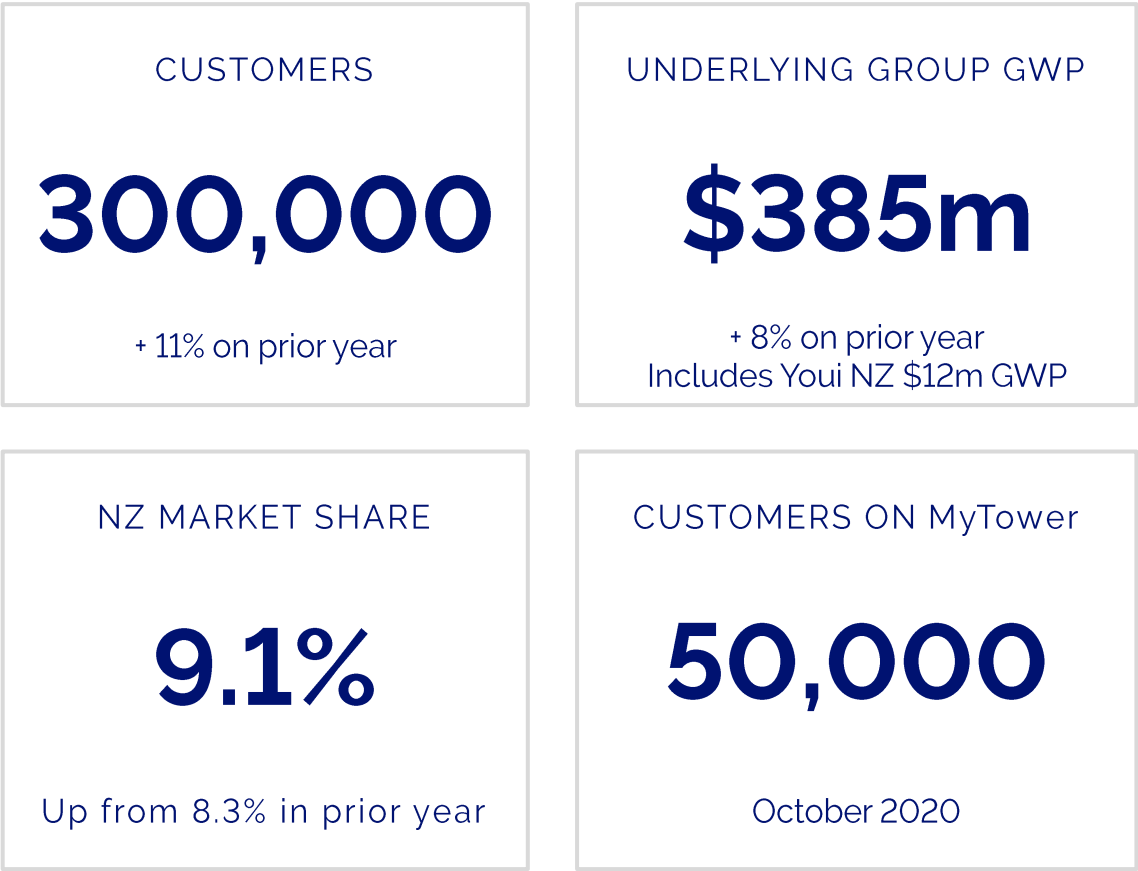 CUSTOMERS
300,000
+ 11% on prior year
UNDERLYING GROUP GWP
$385m
+ 8% on prior year
Includes Youi NZ $12m GWP
NZ MARKET SHARE
9.1%
Up from 8.3% in prior year
CUSTOMERS ON MyTower
50,000
October 2020